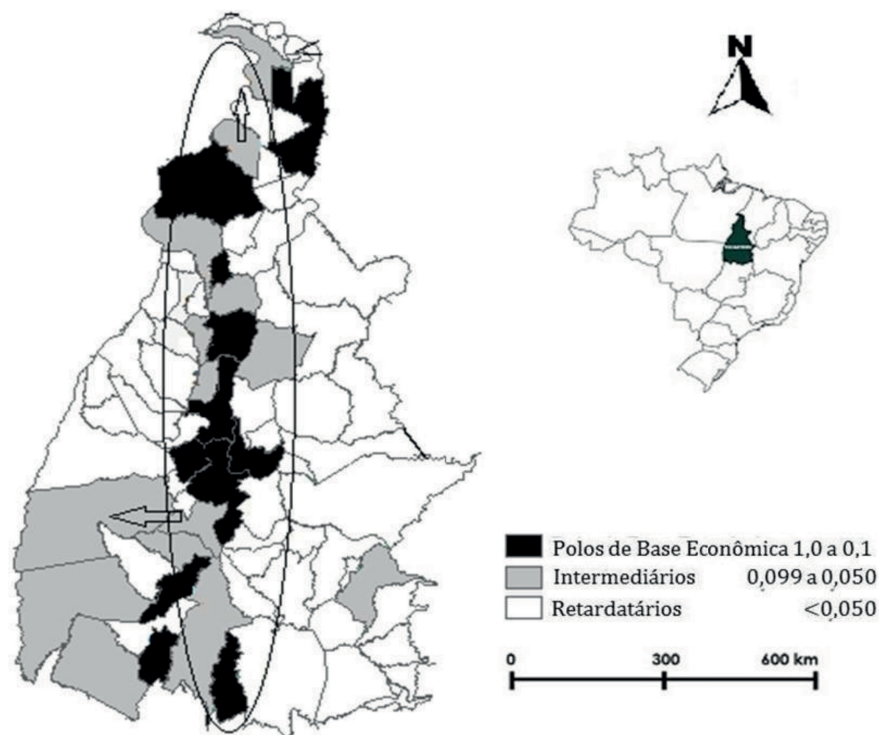 N
Polos de Base Econômica 1,0 a 0,1
Intermediários 0,099 a 0,050
Retardatários <0,050
0 300 600 km